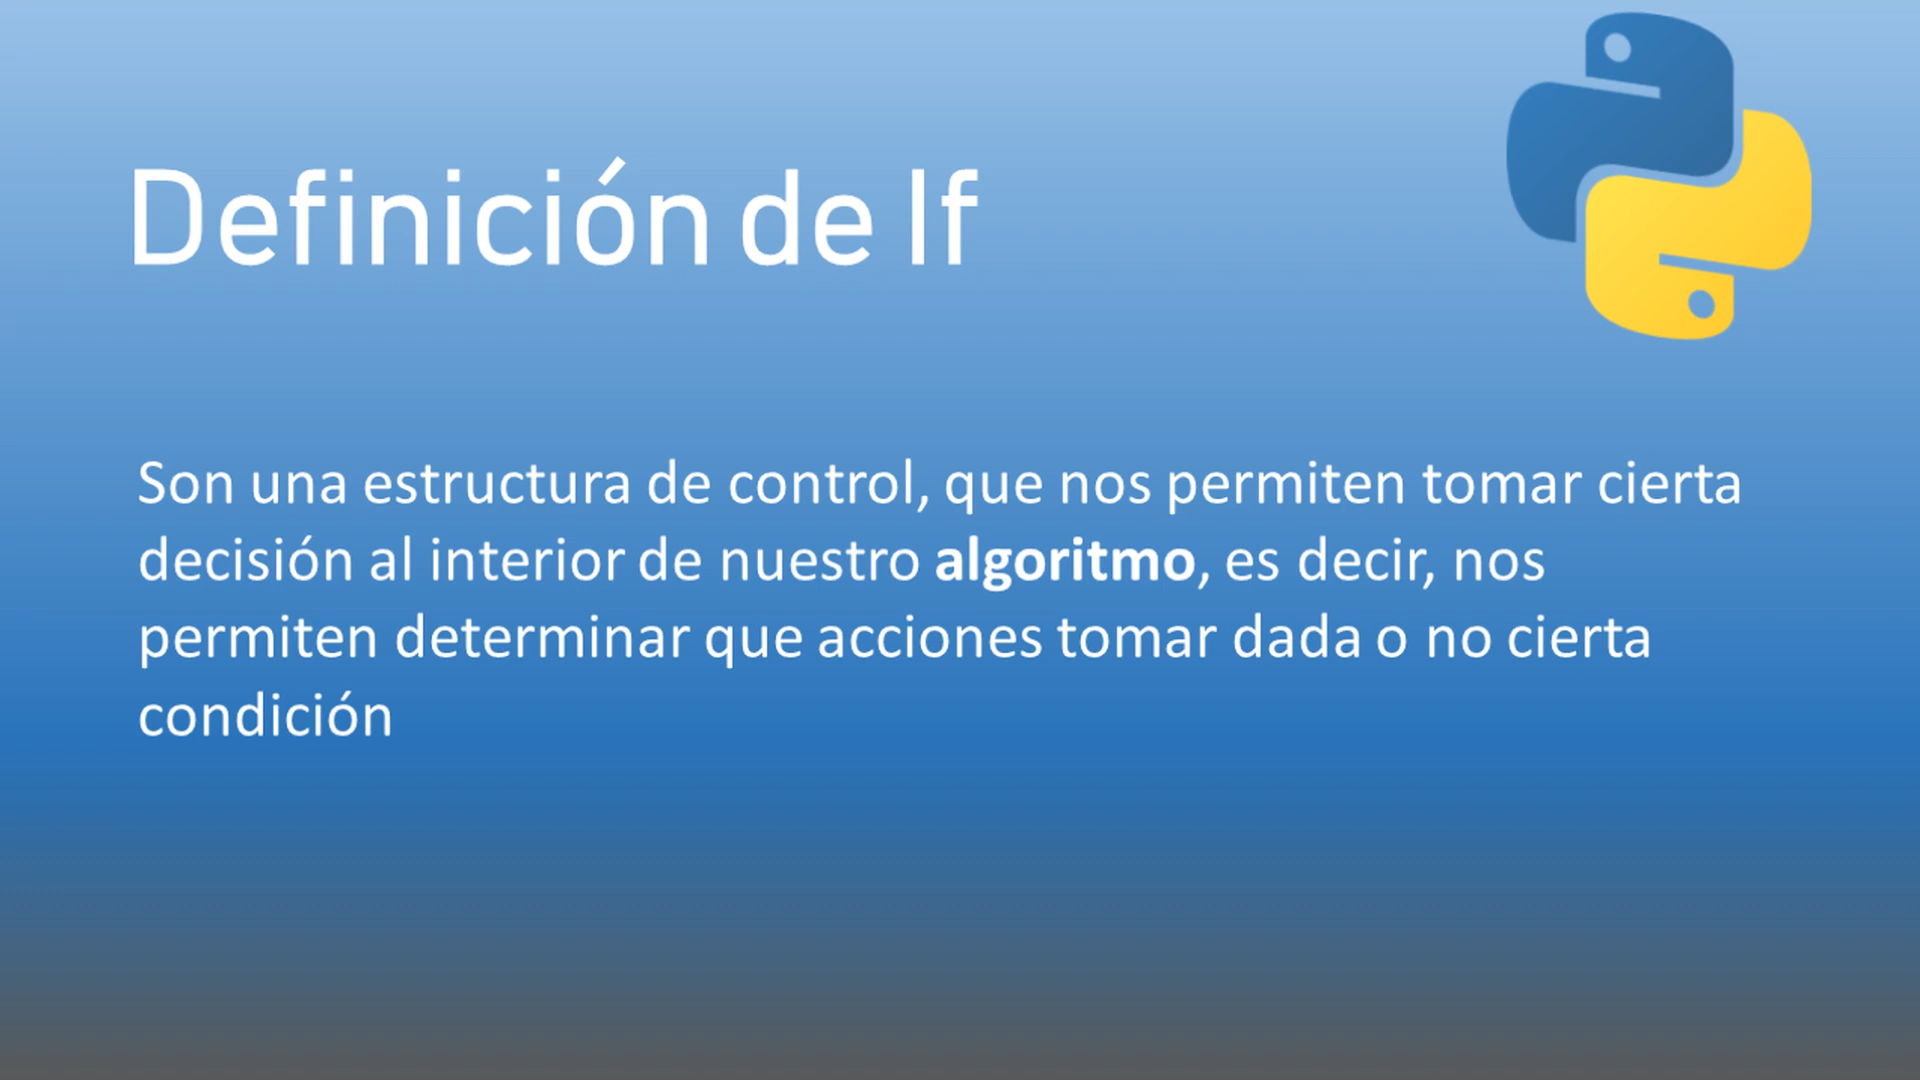 Definición de If
Son una estructura de control, que nos permiten tomar cierta
decisión al interior de nuestro algoritmo, es decir, nos
permiten determinar que acciones tomar dada o no cierta
condición